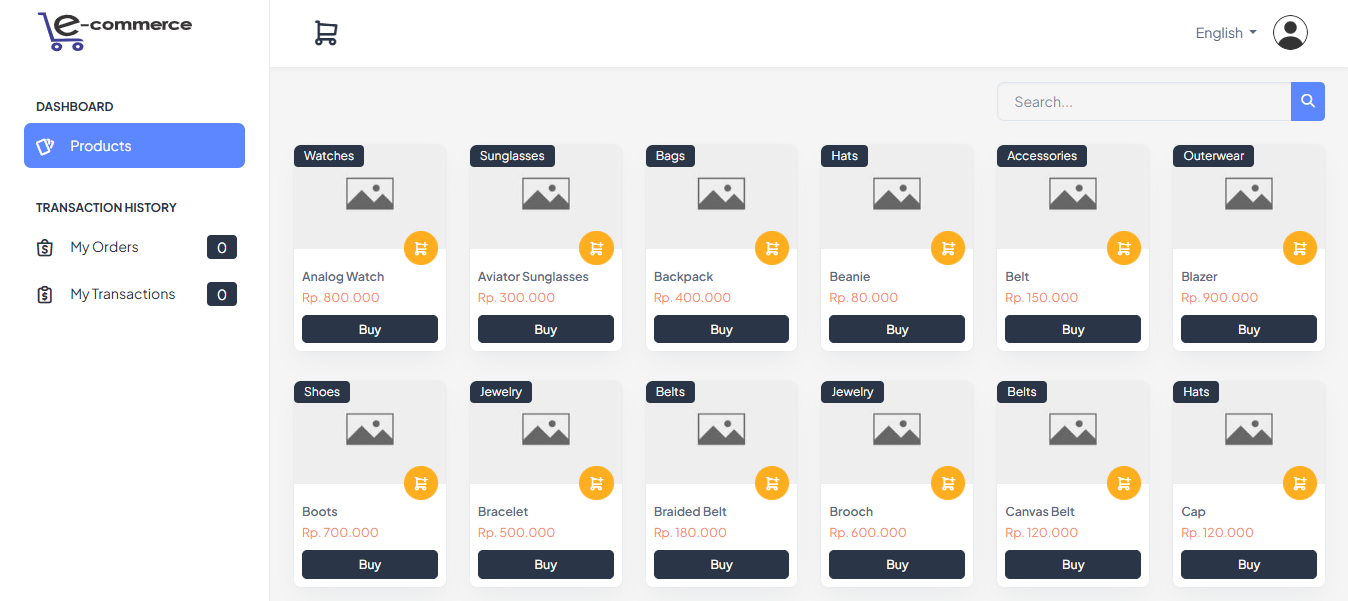 e-commerce
English
DASHBOARD
Products
TRANSACTION HISTORY
My Orders 0
My Transactions 0
Search...
Watches Sunglasses Bags Hats Accessories Outerwear
Analog Watch Aviator Sunglasses Backpack Beanie Belt Blazer
Rp. 800.000 Rp. 300.000 Rp. 400.000 Rp. 80.000 Rp. 150.000 Rp. 900.000
Buy Buy Buy Buy Buy Buy
Shoes Jewelry Belts Jewelry Belts Hats
Boots Bracelet Braided Belt Brooch Canvas Belt Cap
Rp. 700.000 Rp. 500.000 Rp. 180.000 Rp. 600.000 Rp. 120.000 Rp. 120.000
Buy Buy Buy Buy Buy Buy